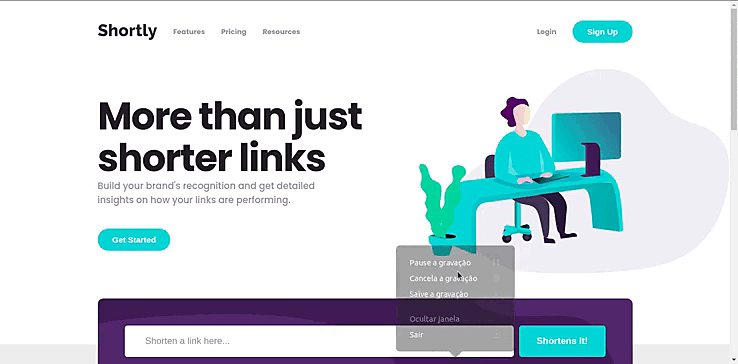 Shortly
Features Pricing Resources
Login Sign Up
More than just
shorter links
Build your brand's recognition and get detailed
insights on how your links are performing.
Get Started
Pause a gravação
Cancela a gravação
Salve a gravação
Ocultar janela
Sair
Shorten a link here...
Shortens It!